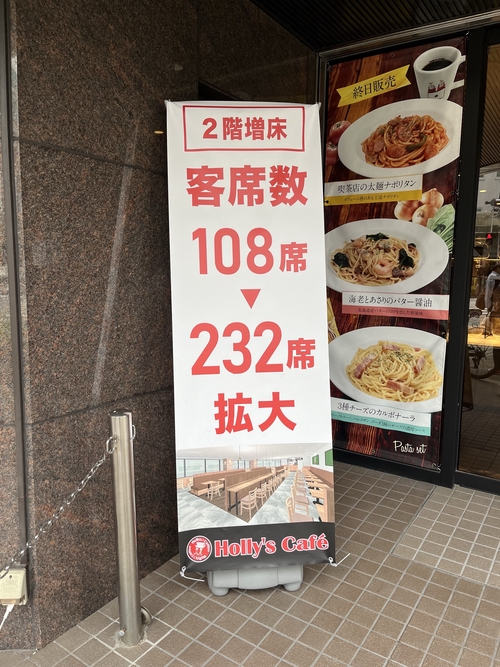 2階増床
客席数
108席
▼
232席
拡大
Holly's Café
終日販売
喫茶店の太麺ナポリタン
海老とあさりのバター醤油
3種チーズのカルボナーラ
Pasta set